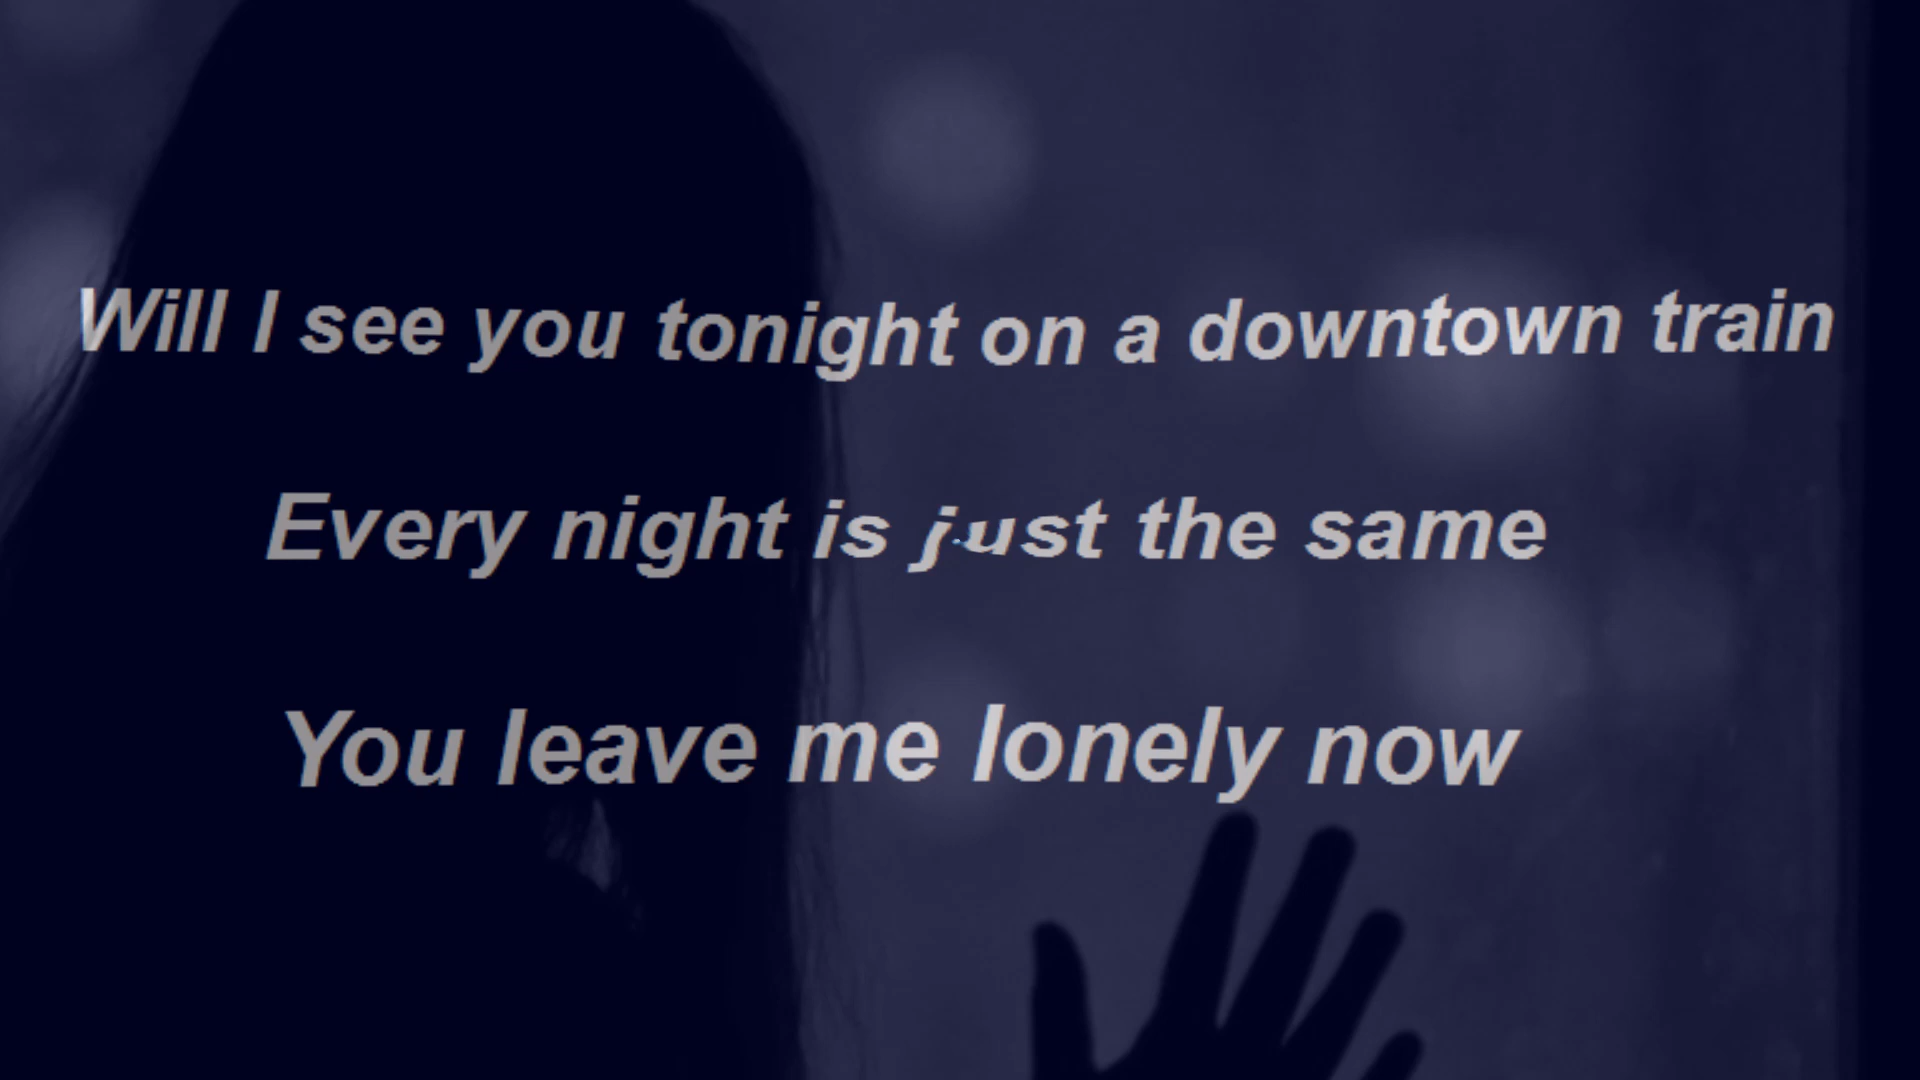 Will I see you tonight on a downtown train
Every night is just the same
You leave me lonely now